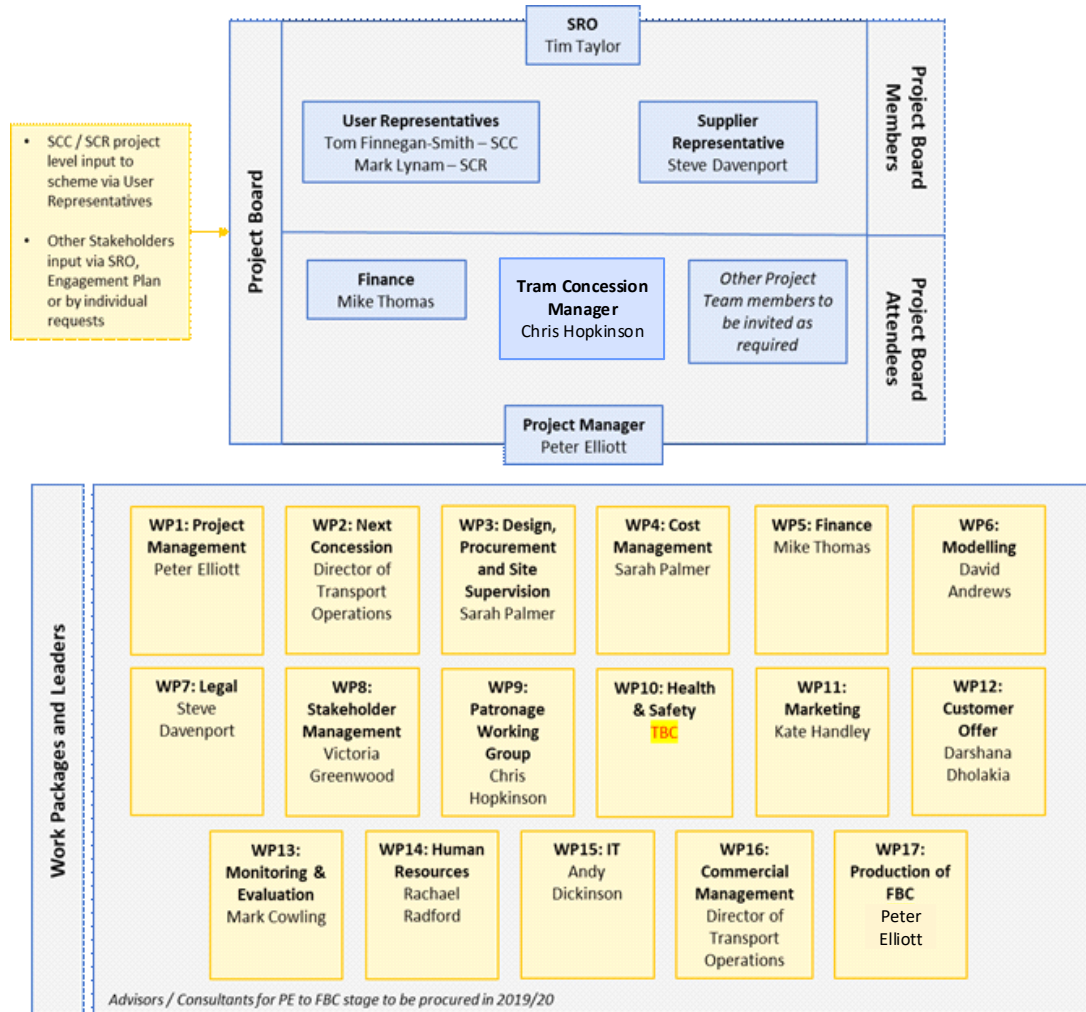 SRO
Tim Taylor
Project Board
Members
User Representatives
Tom Finnegan-Smith – SCC
Mark Lynam – SCR
Supplier
Representative
Steve Davenport
• SCC / SCR project
level input to
scheme via User
Representatives
• Other Stakeholders
input via SRO,
Engagement Plan
or by individual
requests
Project Board
Finance
Mike Thomas
Tram Concession
Manager
Chris Hopkinson
Other Project
Team members to
be invited as
required
Project Board
Attendees
Project Manager
Peter Elliott
Work Packages and Leaders
WP1: Project
Management
Peter Elliott
WP2: Next
Concession
Director of
Transport
Operations
WP3: Design,
Procurement
and Site
Supervision
Sarah Palmer
WP4: Cost
Management
Sarah Palmer
WP5: Finance
Mike Thomas
WP6:
Modelling
David
Andrews
WP7: Legal
Steve
Davenport
WP8:
Stakeholder
Management
Victoria
Greenwood
WP9:
Patronage
Working
Group
Chris
Hopkinson
WP10: Health
& Safety
TBC
WP11:
Marketing
Kate Handley
WP12:
Customer
Offer
Darshana
Dholakia
WP13:
Monitoring &
Evaluation
Mark Cowling
WP14: Human
Resources
Rachael
Radford
WP15: IT
Andy
Dickinson
WP16:
Commercial
Management
Director of
Transport
Operations
WP17:
Production of
FBC
Peter
Elliott
Advisors / Consultants for PE to FBC stage to be procured in 2019/20